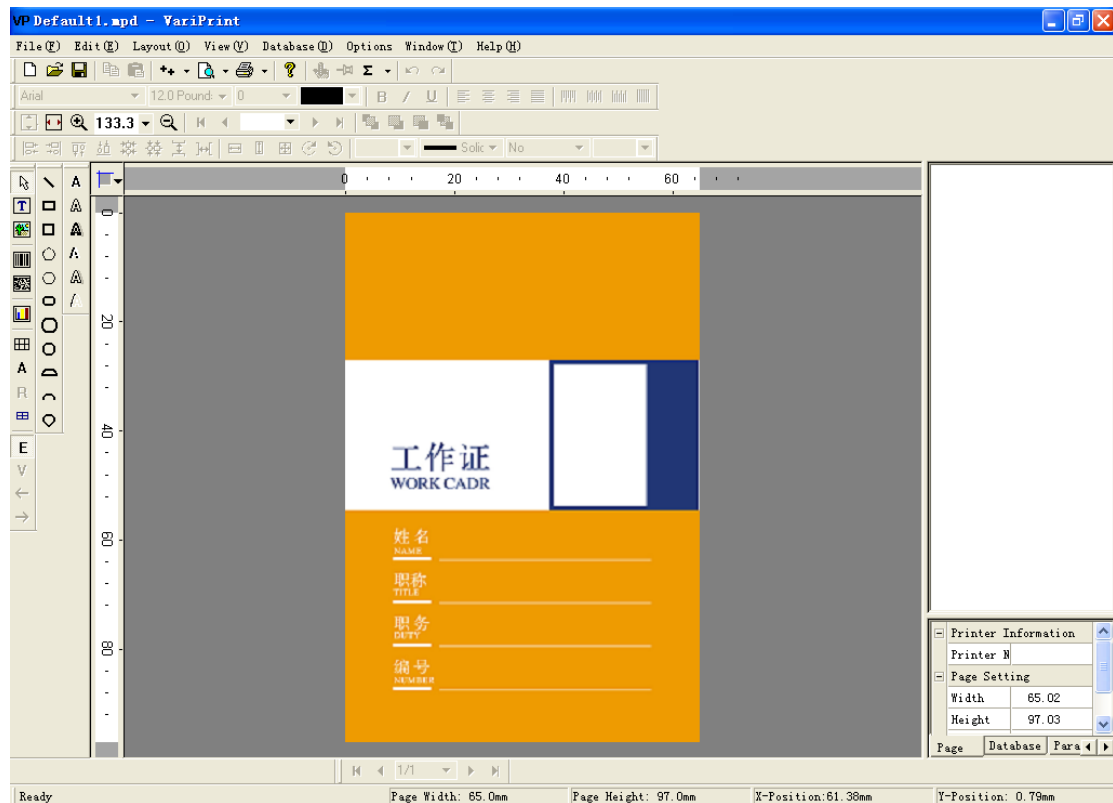 VP Default1.mpd - VariPrint
File(F) Edit(E) Layout(O) View(V) Database(D) Options Window(T) Help(H)
Arial 12.0 Pound: 0 B / U
133.3
Solic No
0 20 40 60
A
T A
A
A
A
0
20
40
60
80
A
R
E
V
工作证
WORK CADR
姓名
NAME
职称
TITLE
职务
DUTY
编号
NUMBER
Printer Information
Printer N
Page Setting
Width 65.02
Height 97.03
Page Database Para
1/1
Ready Page Width: 65.0mm Page Height: 97.0mm X-Position:61.38mm Y-Position: 0.79mm